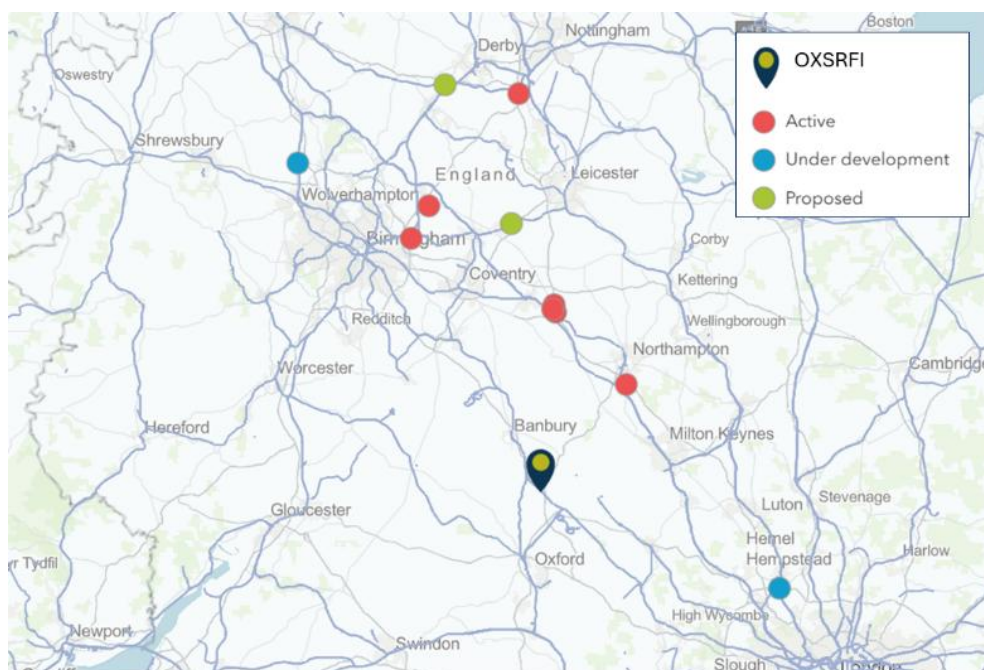 Boston
Nottingham
Derby
Oswestry
Shrewsbury
England
Leicester
Wolverhampton
Birmingham
Corby
Coventry
Kettering
Redditch
Wellingborough
Northampton
Worcester
Cambridge
Banbury
Hereford
Milton Keynes
Luton
Stevenage
Gloucester
Hemel
Hempstead
Oxford
Harlow
yr Tydfil
High Wycombe
Newport
Swindon
Slough
London
OXSRFI
Active
Under development
Proposed